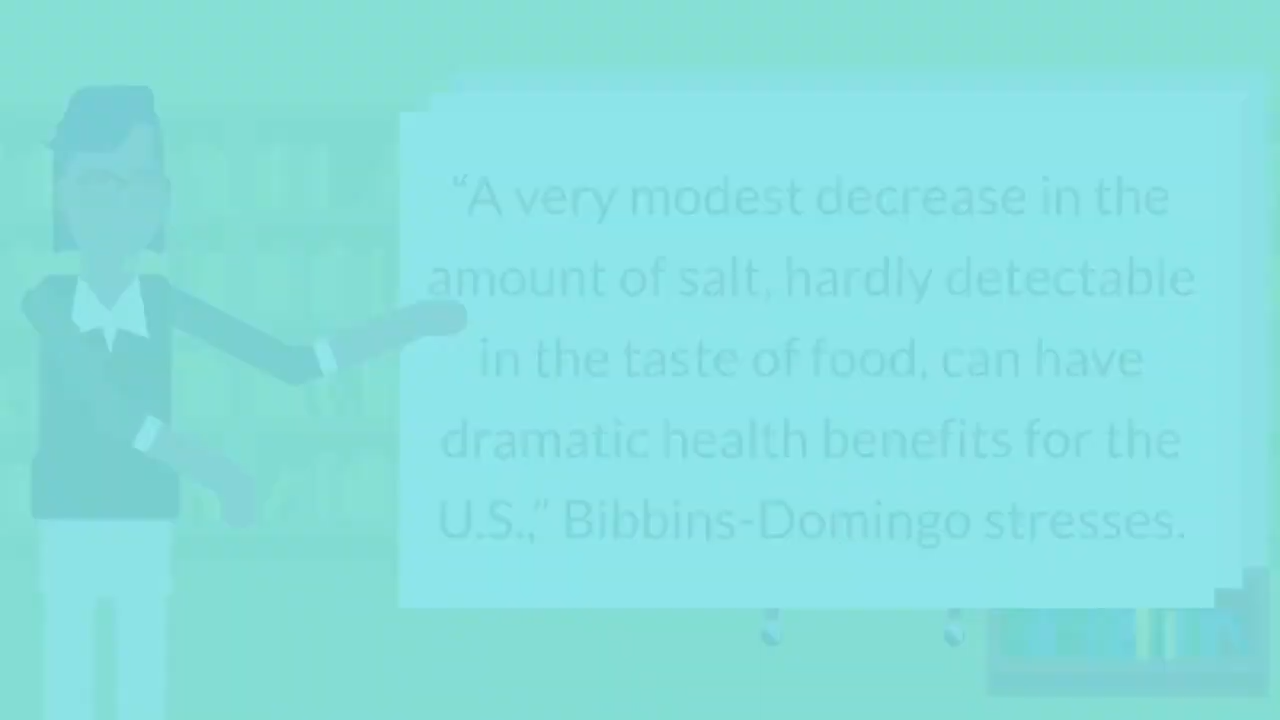 “A very modest decrease in the
amount of salt, hardly detectable
in the taste of food, can have
dramatic health benefits for the
U.S.,” Bibbins-Domingo stresses.